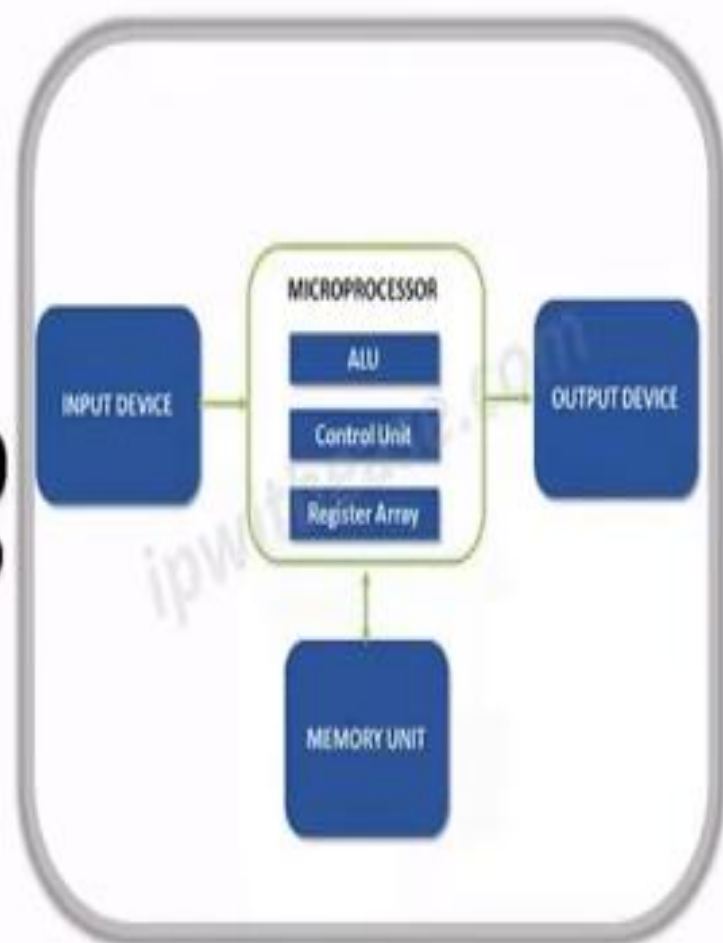 MICROPROCESSOR
ALU
INPUT DEVICE
OUTPUT DEVICE
Control Unit
Register Array
MEMORY UNIT